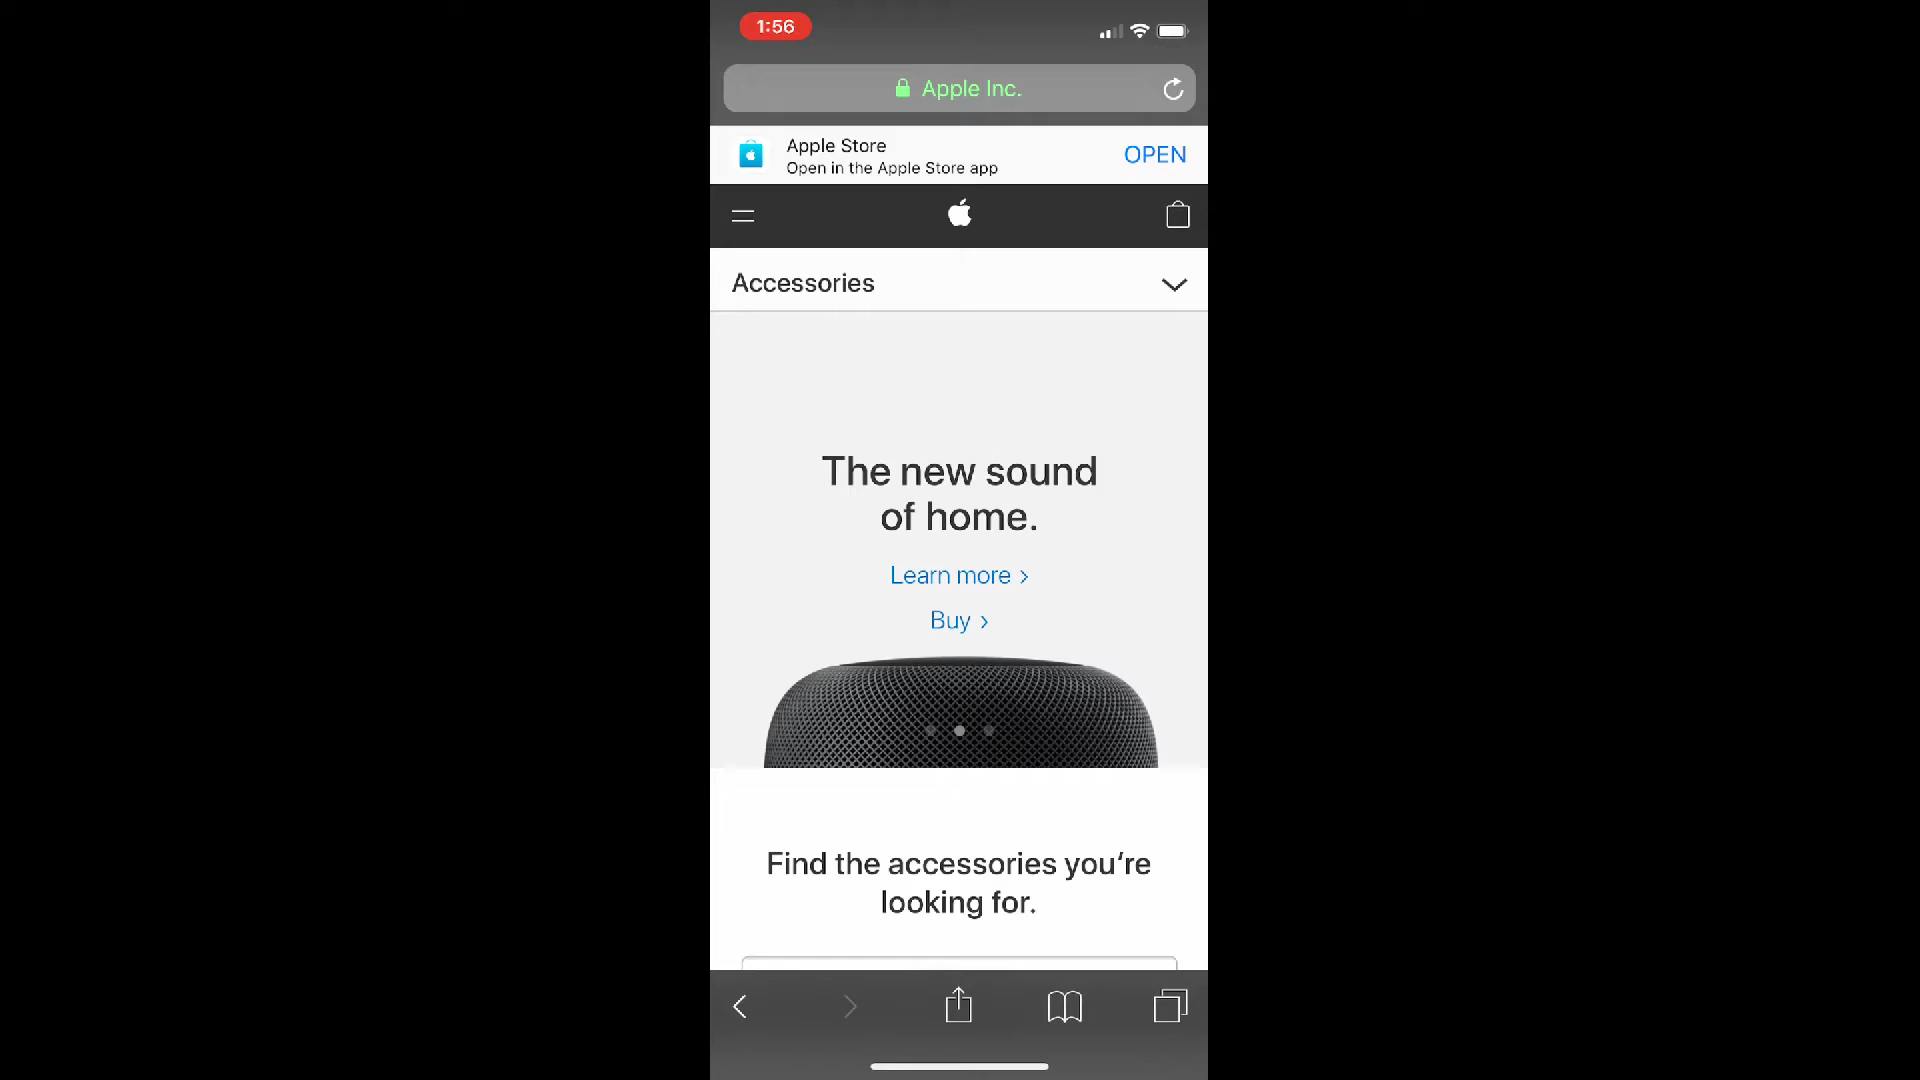 1:56
Apple Inc.
Apple Store
Open in the Apple Store app
OPEN
Accessories
The new sound
of home.
Learn more >
Buy >
Find the accessories you’re
looking for.